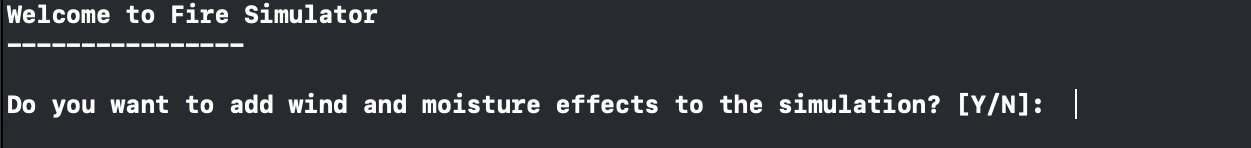 Welcome to Fire Simulator
----------------
Do you want to add wind and moisture effects to the simulation? [Y/N]: